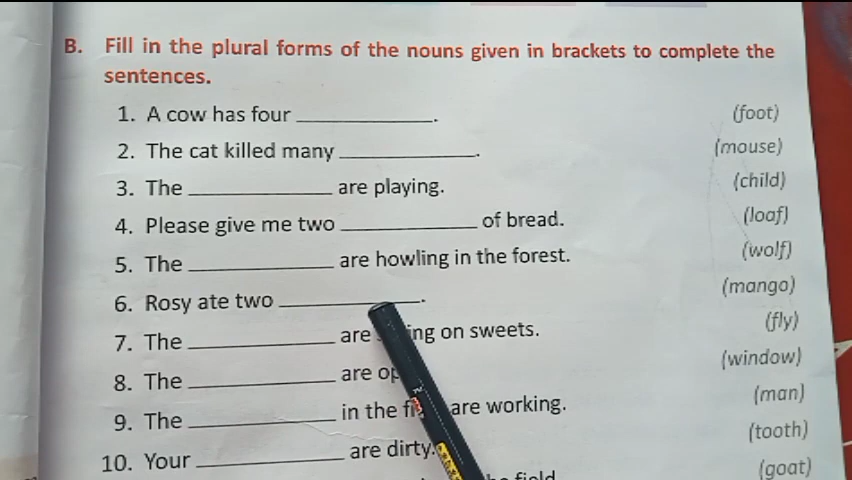 B. Fill in the plural forms of the nouns given in brackets to complete the
sentences.
1. A cow has four ____________. (foot)
2. The cat killed many ____________. (mouse)
3. The ____________ are playing. (child)
4. Please give me two ____________ of bread. (loaf)
5. The ____________ are howling in the forest. (wolf)
6. Rosy ate two ____________. (mango)
7. The ____________ are on sweets. (fly)
8. The ____________ are (window)
9. The ____________ in the are working. (man)
10. Your ____________ are dirty. (tooth)
field (goat)